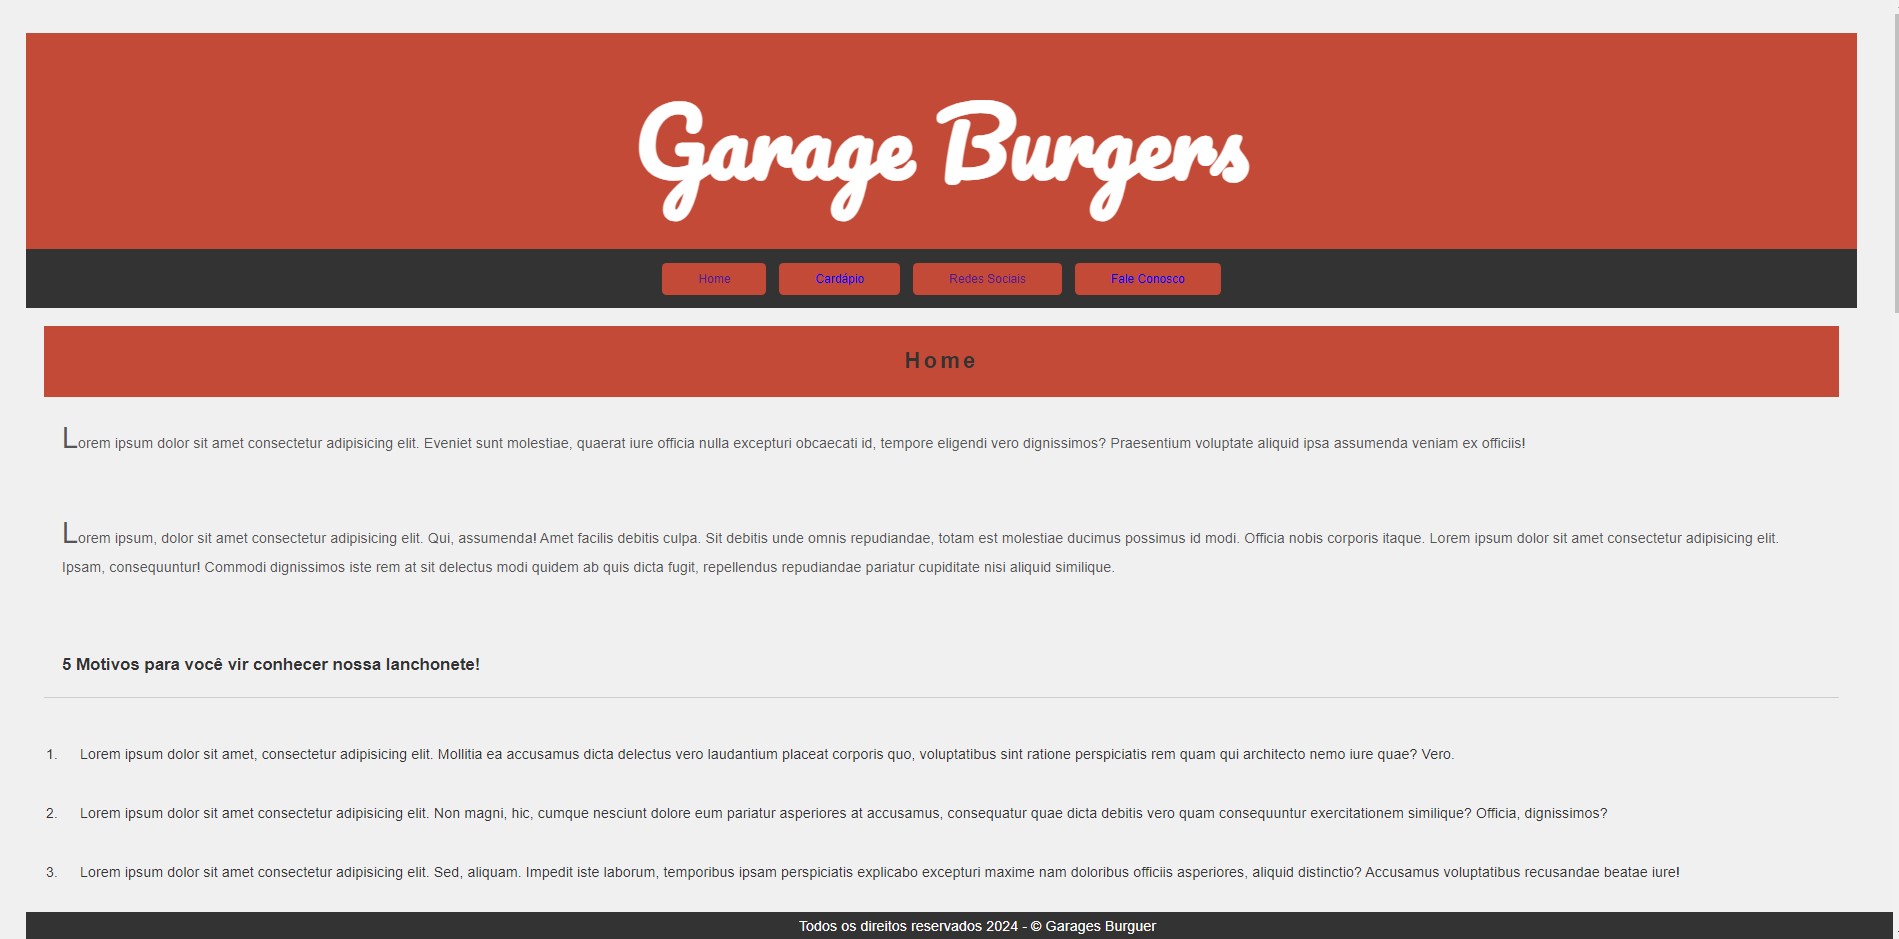 Garage Burgers
Home Cardápio Redes Sociais Fale Conosco
Home
Lorem ipsum dolor sit amet consectetur adipisicing elit. Eveniet sunt molestiae, quaerat iure officia nulla excepturi obcaecati id, tempore eligendi vero dignissimos? Praesentium voluptate aliquid ipsa assumenda veniam ex officiis!
Lorem ipsum, dolor sit amet consectetur adipisicing elit. Qui, assumenda! Amet facilis debitis culpa. Sit debitis unde omnis repudiandae, totam est molestiae ducimus possimus id modi. Officia nobis corporis itaque. Lorem ipsum dolor sit amet consectetur adipisicing elit.
Ipsam, consequuntur! Commodi dignissimos iste rem at sit delectus modi quidem ab quis dicta fugit, repellendus repudiandae pariatur cupiditate nisi aliquid similique.
5 Motivos para você vir conhecer nossa lanchonete!
1. Lorem ipsum dolor sit amet, consectetur adipisicing elit. Mollitia ea accusamus dicta delectus vero laudantium placeat corporis quo, voluptatibus sint ratione perspiciatis rem quam qui architecto nemo iure quae? Vero.
2. Lorem ipsum dolor sit amet consectetur adipisicing elit. Non magni, hic, cumque nesciunt dolore eum pariatur asperiores at accusamus, consequatur quae dicta debitis vero quam consequuntur exercitationem similique? Officia, dignissimos?
3. Lorem ipsum dolor sit amet consectetur adipisicing elit. Sed, aliquam. Impedit iste laborum, temporibus ipsam perspiciatis explicabo excepturi maxime nam doloribus officiis asperiores, aliquid distinctio? Accusamus voluptatibus recusandae beatae iure!
Todos os direitos reservados 2024 - © Garages Burguer